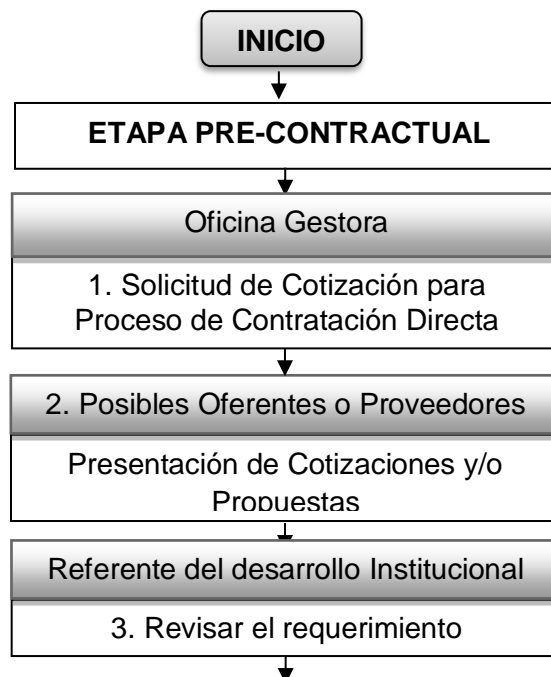 INICIO
ETAPA PRE-CONTRACTUAL
Oficina Gestora
1. Solicitud de Cotización para
Proceso de Contratación Directa
2. Posibles Oferentes o Proveedores
Presentación de Cotizaciones y/o
Propuestas
Referente del desarrollo Institucional
3. Revisar el requerimiento